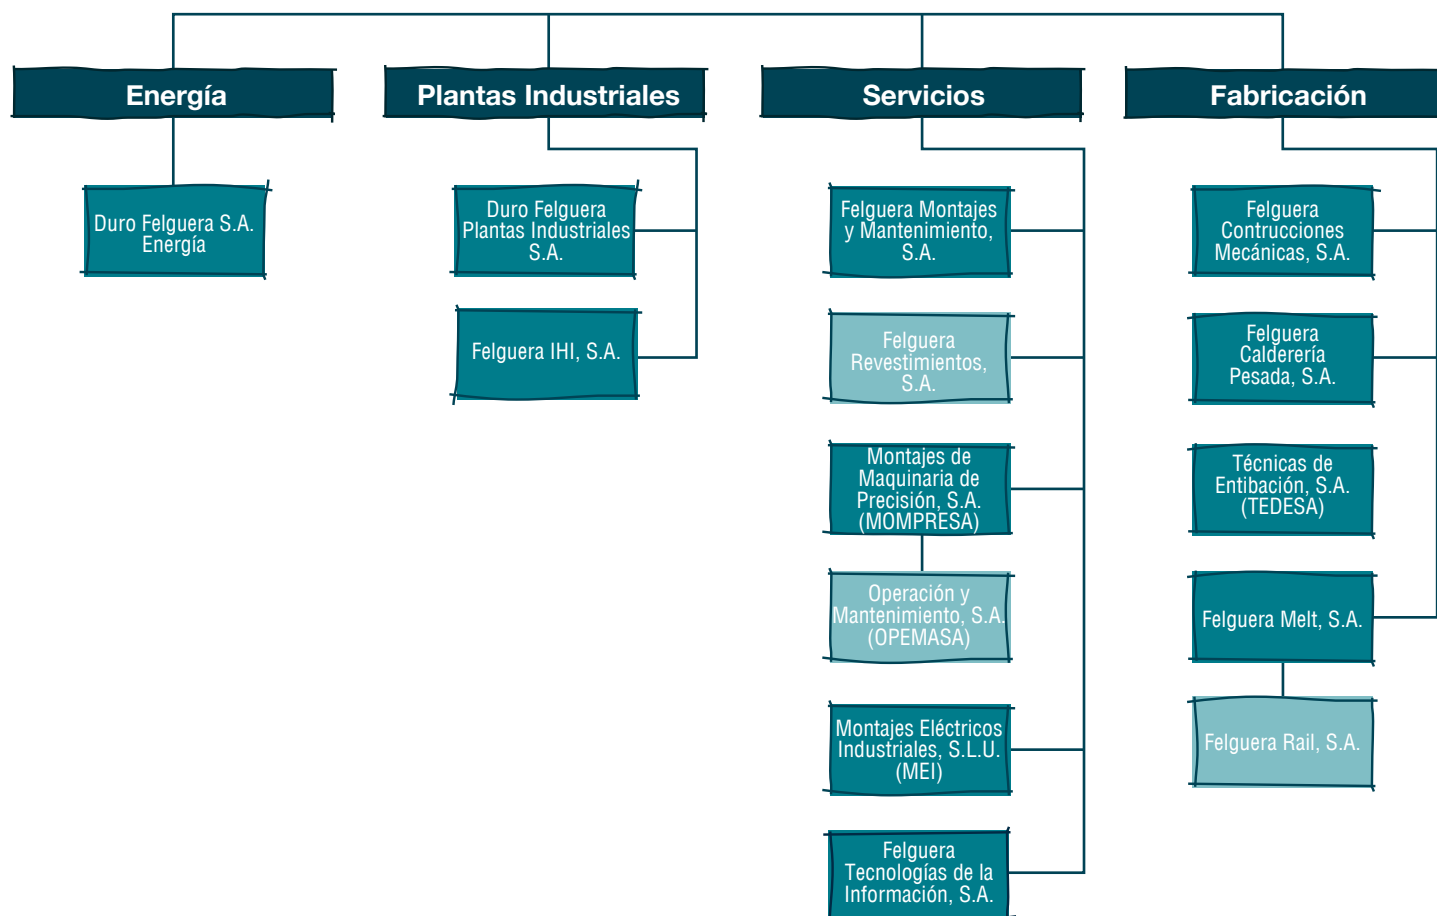 Energía
Duro Felguera S.A.
Energía
Plantas Industriales
Duro Felguera
Plantas Industriales
S.A.
Felguera IHI, S.A.
Servicios
Felguera Montajes
y Mantenimiento,
S.A.
Felguera
Revestimientos,
S.A.
Montajes de
Maquinaria de
Precisión, S.A.
(MOMPRESA)
Operación y
Mantenimiento, S.A.
(OPEMASA)
Montajes Eléctricos
Industriales, S.L.U.
(MEI)
Felguera
Tecnologías de la
Información, S.A.
Fabricación
Felguera
Contrucciones
Mecánicas, S.A.
Felguera
Calderería
Pesada, S.A.
Técnicas de
Entibación, S.A.
(TEDESA)
Felguera Melt, S.A.
Felguera Rail, S.A.